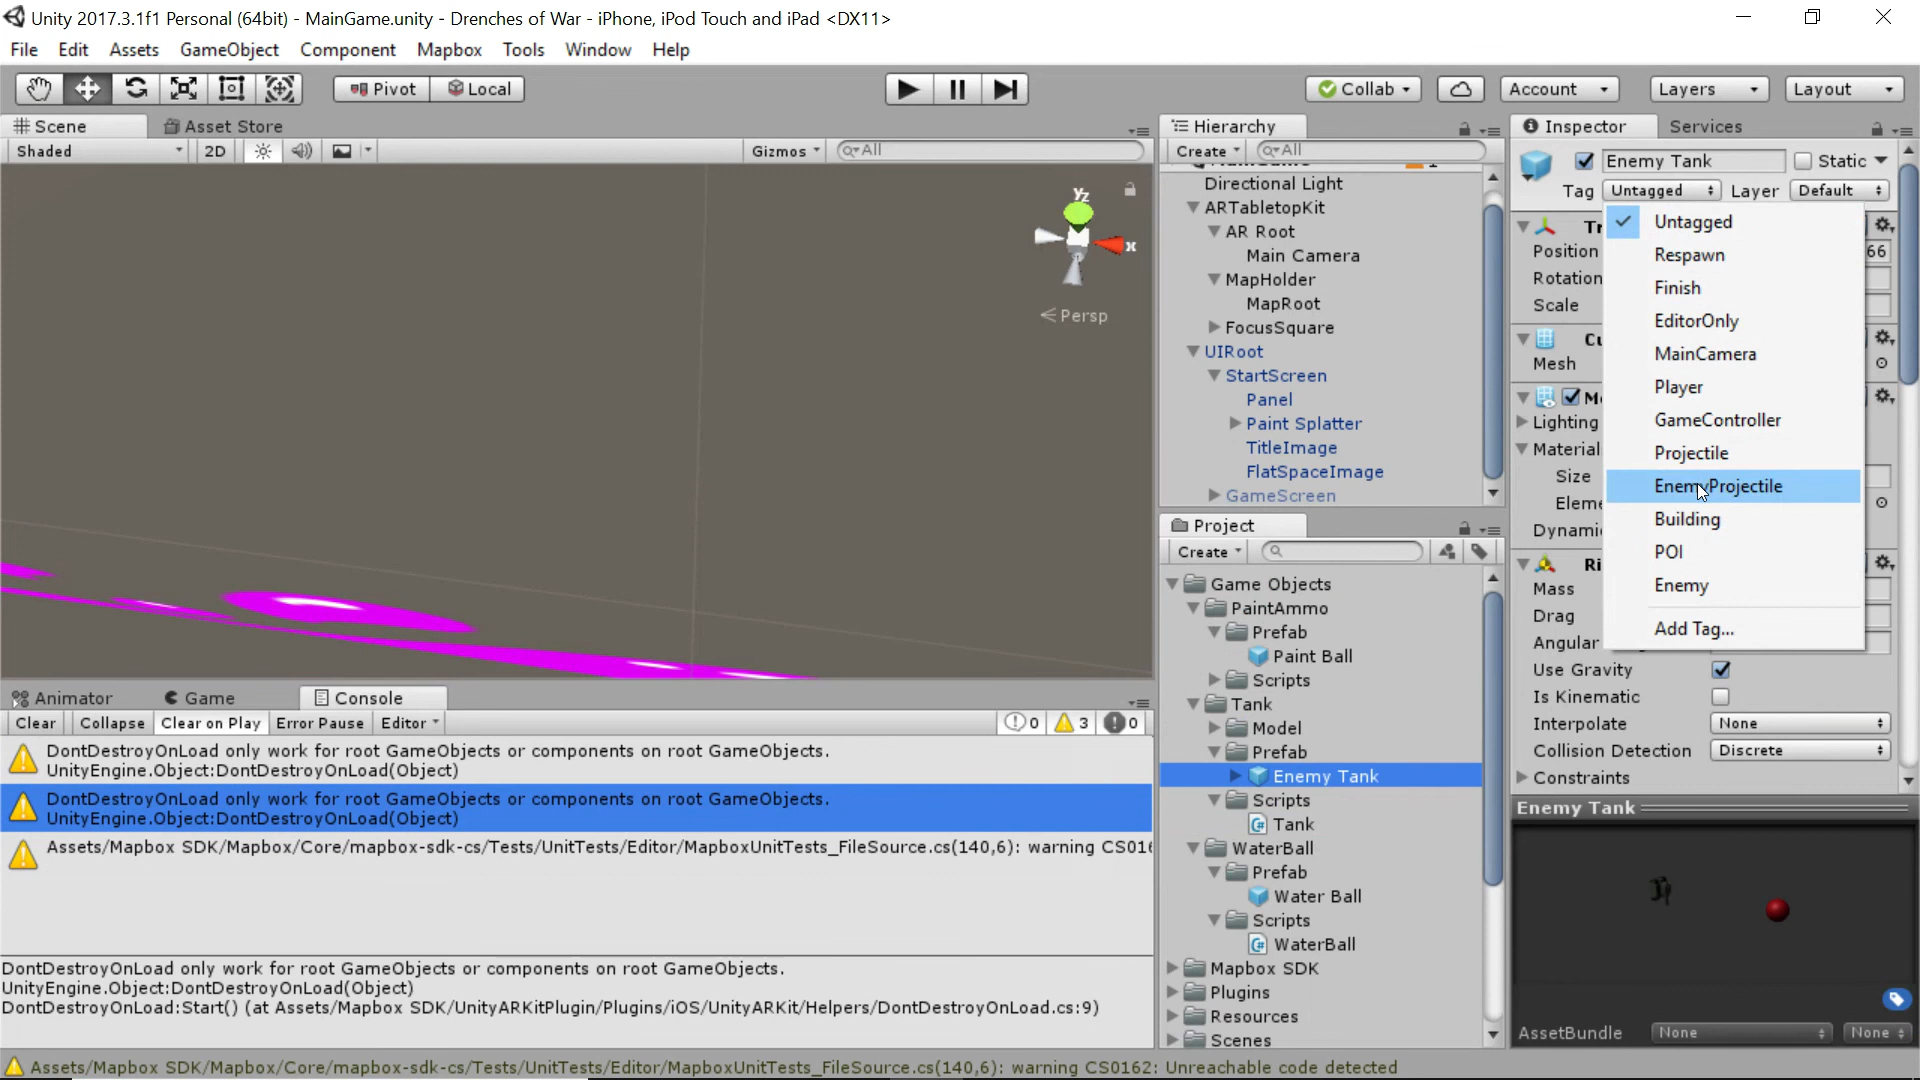 Unity 2017.3.1f1 Personal (64bit) - MainGame.unity - Drenches of War - iPhone, iPod Touch and iPad <DX11>
File Edit Assets GameObject Component Mapbox Tools Window Help
Pivot Local Collab Account Layers Layout
Scene Asset Store
Shaded 2D Gizmos All
Hierarchy
Create All
Directional Light
ARTabletopKit
AR Root
Main Camera
MapHolder
MapRoot
FocusSquare
UIRoot
StartScreen
Panel
Paint Splatter
TitleImage
FlatSpaceImage
GameScreen
Inspector Services
Enemy Tank Static
Tag Untagged Layer Default
Untagged
Respawn
Finish
EditorOnly
MainCamera
Player
GameController
Projectile
EnemyProjectile
Building
POI
Enemy
Add Tag...
Tr
Position 66
Rotation
Scale
Cu
Mesh
Me
Lighting
Material
Size
Eleme
Dynami
Ri
Mass
Drag
Angular
Use Gravity
Is Kinematic
Interpolate None
Collision Detection Discrete
Constraints
Enemy Tank
AssetBundle None None
y z x
Persp
Project
Create
Game Objects
PaintAmmo
Prefab
Paint Ball
Scripts
Tank
Model
Prefab
Enemy Tank
Scripts
Tank
WaterBall
Prefab
Water Ball
Scripts
WaterBall
Mapbox SDK
Plugins
Resources
Scenes
Animator Game Console
Clear Collapse Clear on Play Error Pause Editor 0 3 0
DontDestroyOnLoad only work for root GameObjects or components on root GameObjects.
UnityEngine.Object:DontDestroyOnLoad(Object)
DontDestroyOnLoad only work for root GameObjects or components on root GameObjects.
UnityEngine.Object:DontDestroyOnLoad(Object)
Assets/Mapbox SDK/Mapbox/Core/mapbox-sdk-cs/Tests/UnitTests/Editor/MapboxUnitTests_FileSource.cs(140,6): warning CS016
DontDestroyOnLoad only work for root GameObjects or components on root GameObjects.
UnityEngine.Object:DontDestroyOnLoad(Object)
DontDestroyOnLoad:Start() (at Assets/Mapbox SDK/UnityARKitPlugin/Plugins/iOS/UnityARKit/Helpers/DontDestroyOnLoad.cs:9)
Assets/Mapbox SDK/Mapbox/Core/mapbox-sdk-cs/Tests/UnitTests/Editor/MapboxUnitTests_FileSource.cs(140,6): warning CS0162: Unreachable code detected